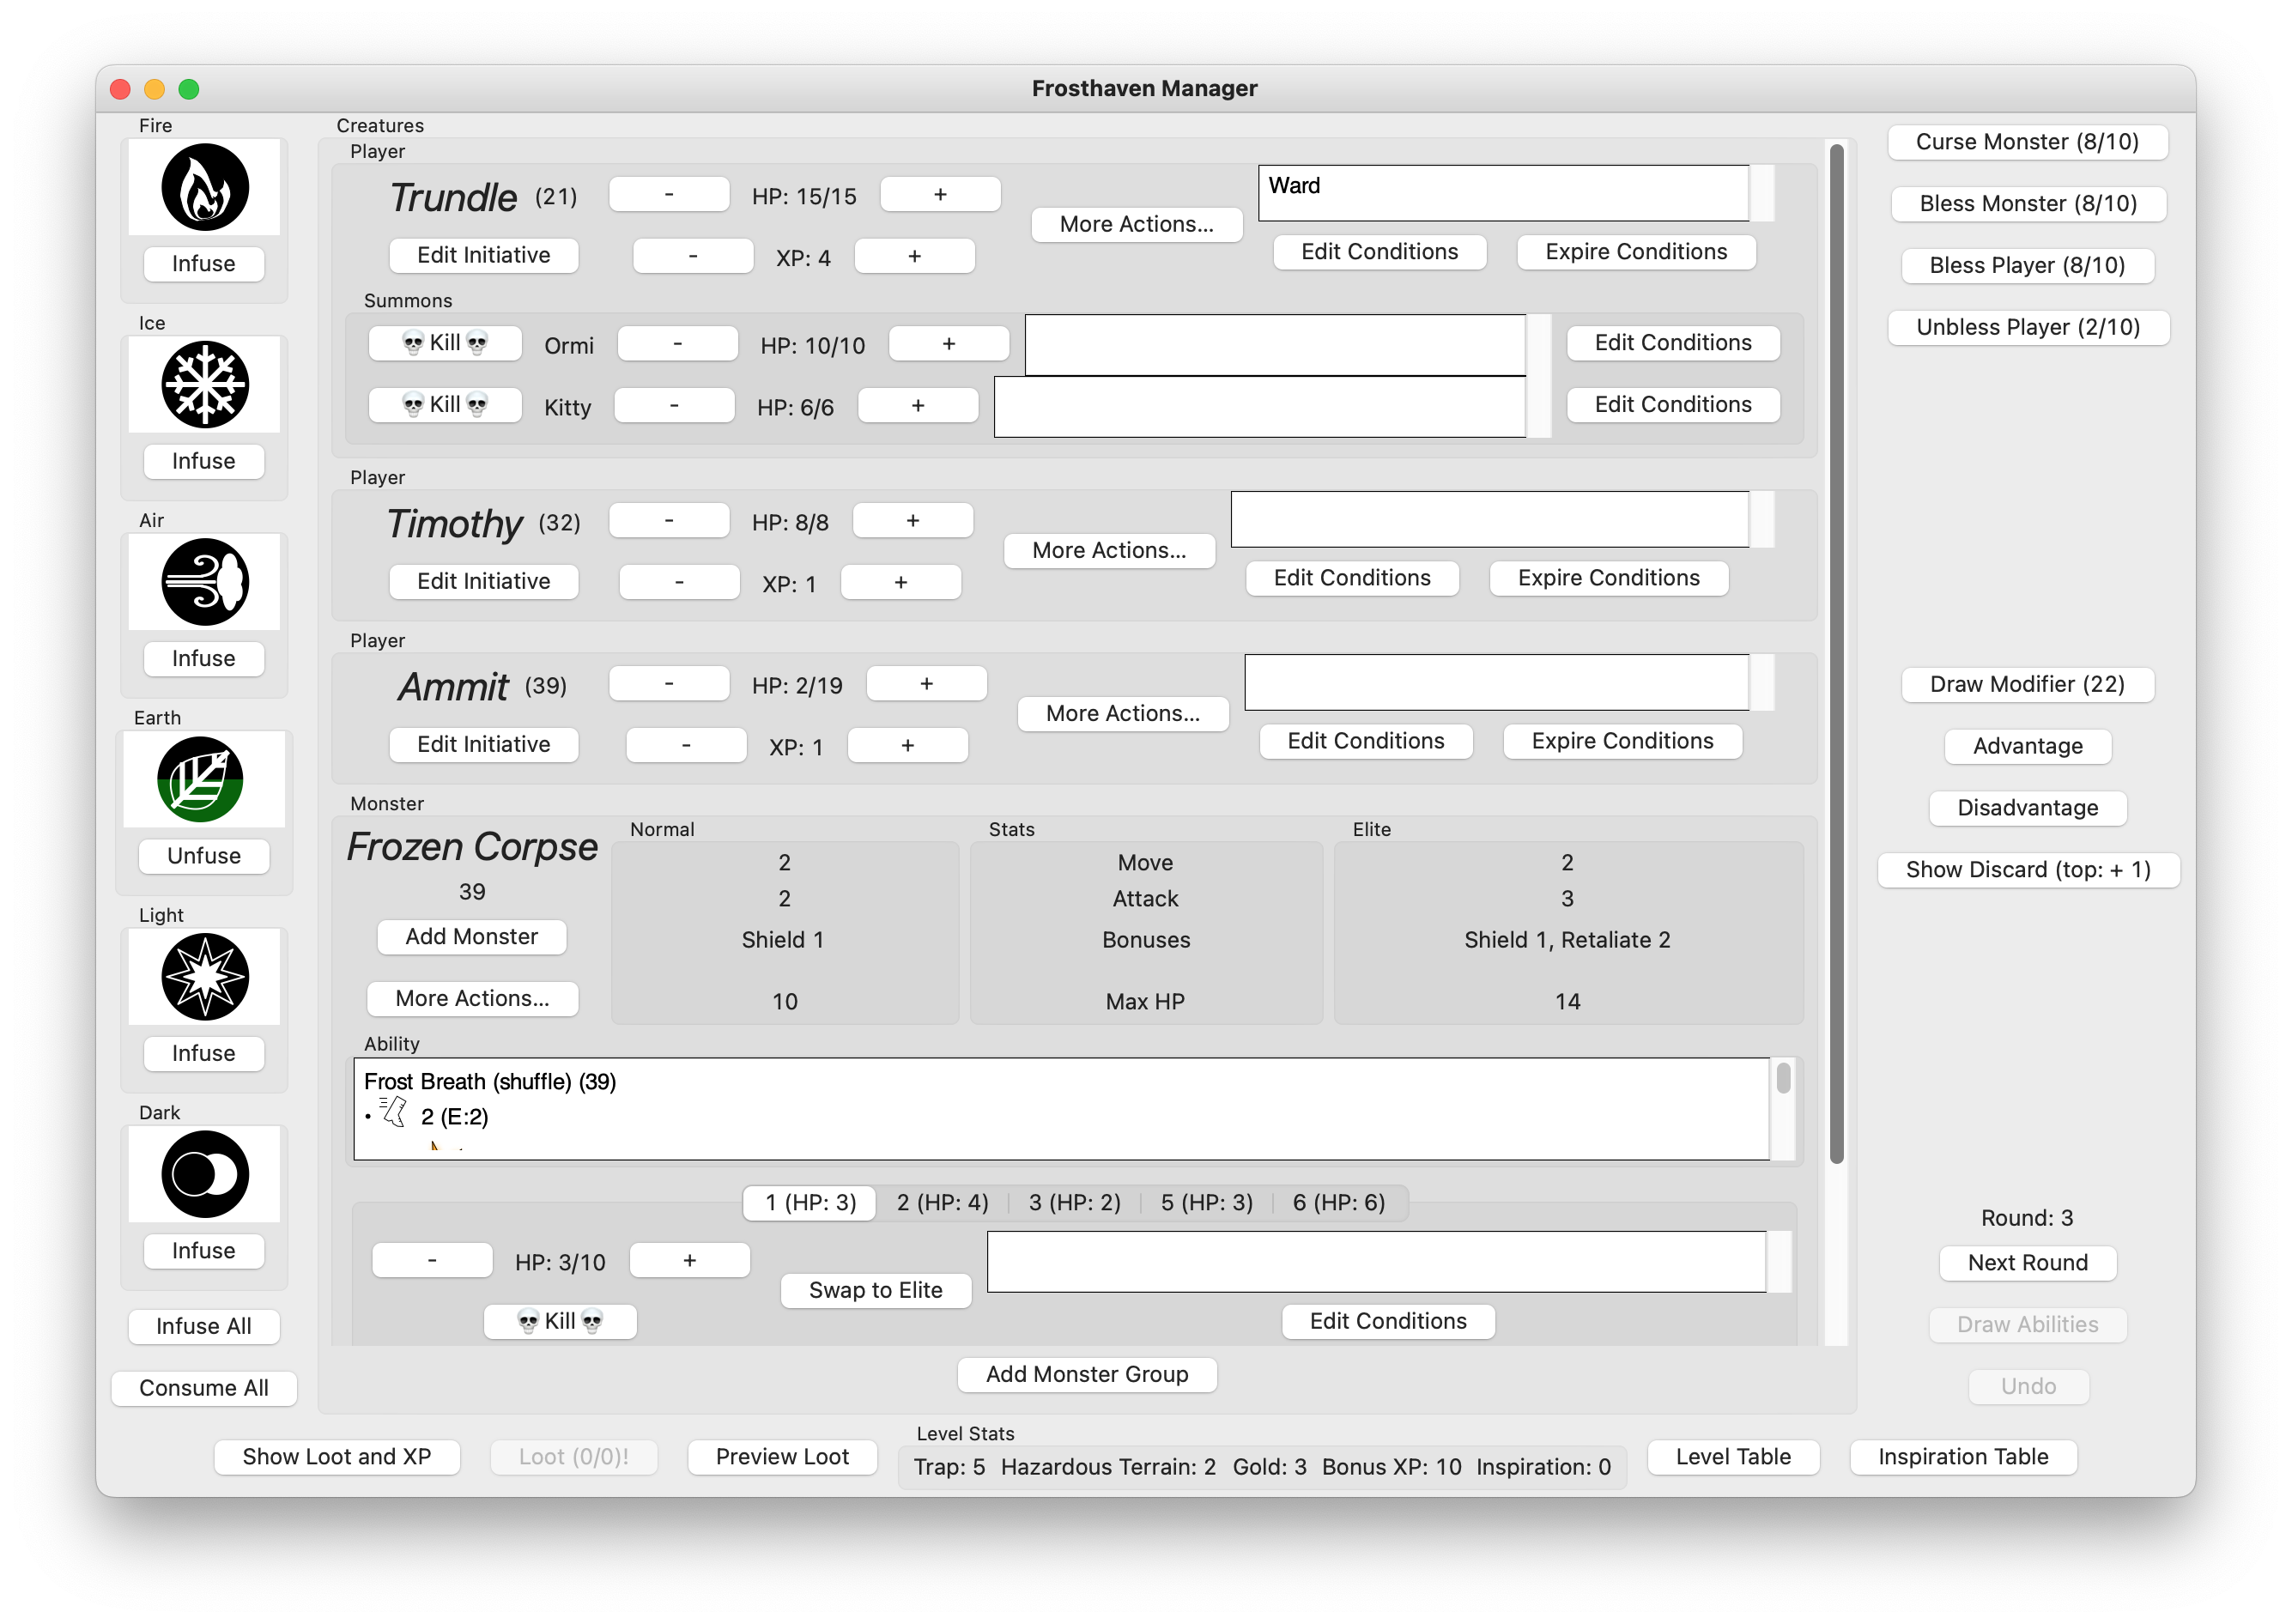 Frosthaven Manager
Fire
Infuse
Ice
Infuse
Air
Infuse
Earth
Unfuse
Light
Infuse
Dark
Infuse
Infuse All
Consume All
Creatures
Player
Trundle (21) - HP: 15/15 +
Edit Initiative - XP: 4 +
More Actions...
Ward
Edit Conditions Expire Conditions
Summons
💀Kill💀 Ormi - HP: 10/10 + Edit Conditions
💀Kill💀 Kitty - HP: 6/6 + Edit Conditions
Player
Timothy (32) - HP: 8/8 +
Edit Initiative - XP: 1 +
More Actions...
Edit Conditions Expire Conditions
Player
Ammit (39) - HP: 2/19 +
Edit Initiative - XP: 1 +
More Actions...
Edit Conditions Expire Conditions
Monster
Frozen Corpse
39
Add Monster
More Actions...
Normal Stats Elite
2 Move 2
2 Attack 3
Shield 1 Bonuses Shield 1, Retaliate 2
10 Max HP 14
Ability
Frost Breath (shuffle) (39)
· 2 (E:2)
1 (HP: 3) 2 (HP: 4) 3 (HP: 2) 5 (HP: 3) 6 (HP: 6)
- HP: 3/10 +
💀Kill💀
Swap to Elite
Edit Conditions
Add Monster Group
Curse Monster (8/10)
Bless Monster (8/10)
Bless Player (8/10)
Unbless Player (2/10)
Draw Modifier (22)
Advantage
Disadvantage
Show Discard (top: + 1)
Round: 3
Next Round
Draw Abilities
Undo
Show Loot and XP Loot (0/0)! Preview Loot
Level Stats
Trap: 5 Hazardous Terrain: 2 Gold: 3 Bonus XP: 10 Inspiration: 0
Level Table Inspiration Table